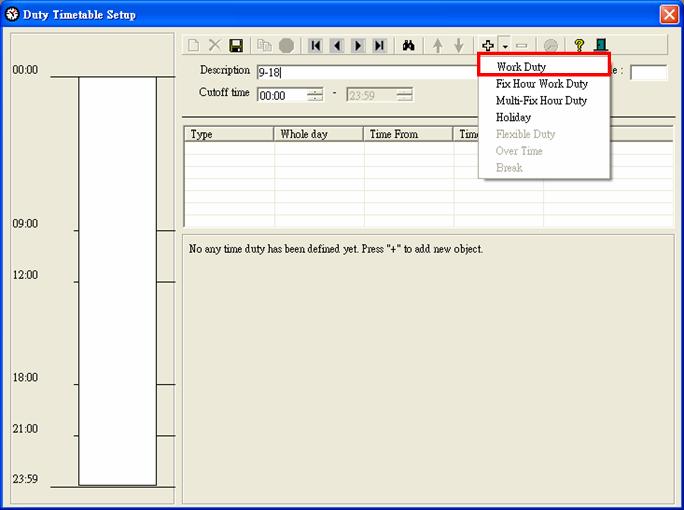 Duty Timetable Setup
00:00
09:00
12:00
18:00
21:00
23:59
Description 9-18
e :
Cutoff time 00:00 - 23:59
Work Duty
Fix Hour Work Duty
Multi-Fix Hour Duty
Holiday
Flexible Duty
Over Time
Break
Type Whole day Time From Time
No any time duty has been defined yet. Press "+" to add new object.